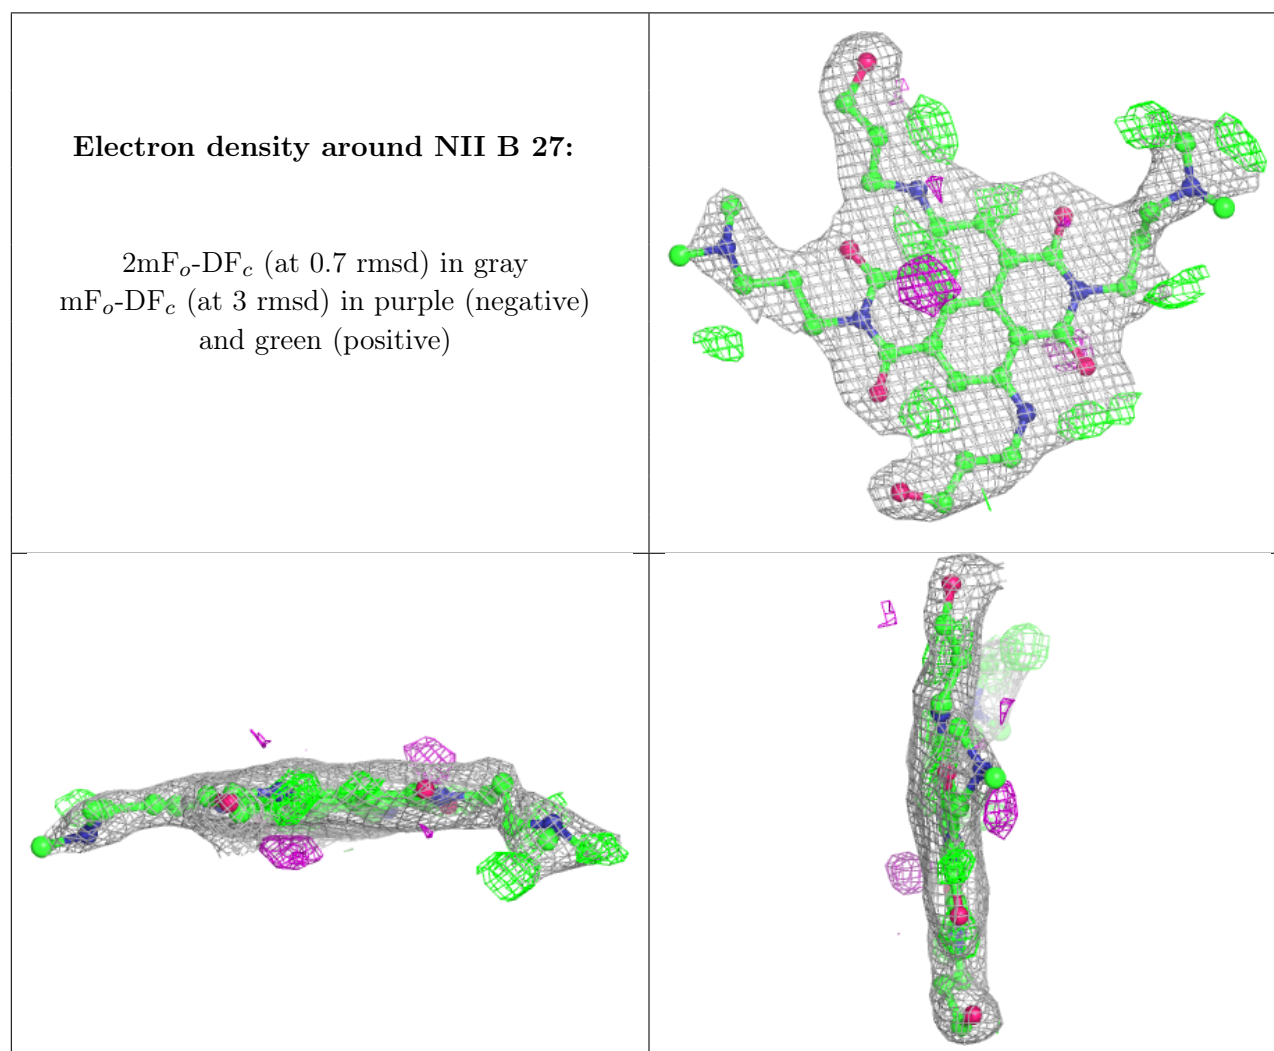 Electron density around NII B 27:
2mFₒ-DF𝒸 (at 0.7 rmsd) in gray
mFₒ-DF𝒸 (at 3 rmsd) in purple (negative)
and green (positive)